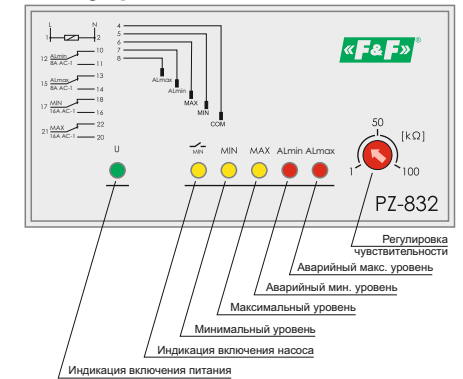 L N
1 2
12 ALmin 10
8A AC-1 11
15 ALmax 13
8A AC-1 14
17 MIN 18
16A AC-1 16
21 MAX 22
16A AC-1 20
4
5
6
7
8
ALmax
ALmin
MAX
MIN
COM
«F&F»®
50
[kΩ]
1 100
U MIN MIN MAX ALmin ALmax
PZ-832
Регулировка
чувствительности
Аварийный макс. уровень
Аварийный мин. уровень
Максимальный уровень
Минимальный уровень
Индикация включения насоса
Индикация включения питания